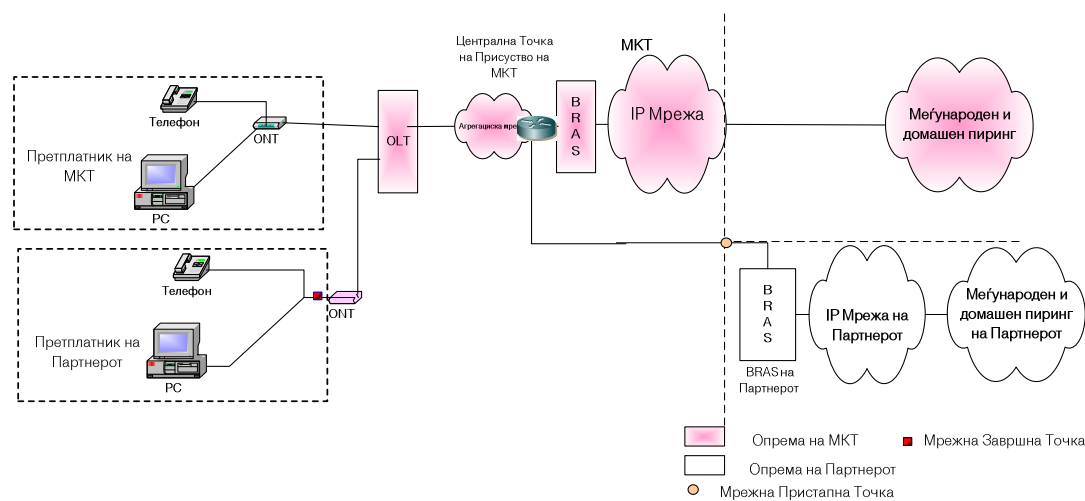 Централна Точка
на Присуство на
МКТ
МКТ
Телефон
ONT
Претплатник на
МКТ
PC
OLT
Агрегациска
B
R
A
S
IP Мрежа
Меѓународен и
домашен пиринг
Телефон
ONT
Претплатник на
Партнерот
PC
B
R
A
S
BRAS на
Партнерот
IP Мрежа на
Партнерот
Меѓународен и
домашен пиринг
на Партнерот
Опрема на МКТ
Мрежна Завршна Точка
Опрема на Партнерот
Мрежна Пристапна Точка